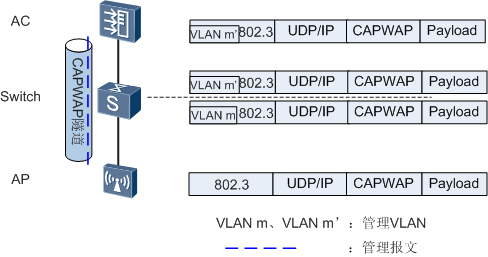 AC
VLAN m’ 802.3 UDP/IP CAPWAP Payload
CAPWAP隧道
Switch
S
VLAN m’ 802.3 UDP/IP CAPWAP Payload
VLAN m 802.3 UDP/IP CAPWAP Payload
AP
802.3 UDP/IP CAPWAP Payload
VLAN m、VLAN m’：管理VLAN
：管理报文